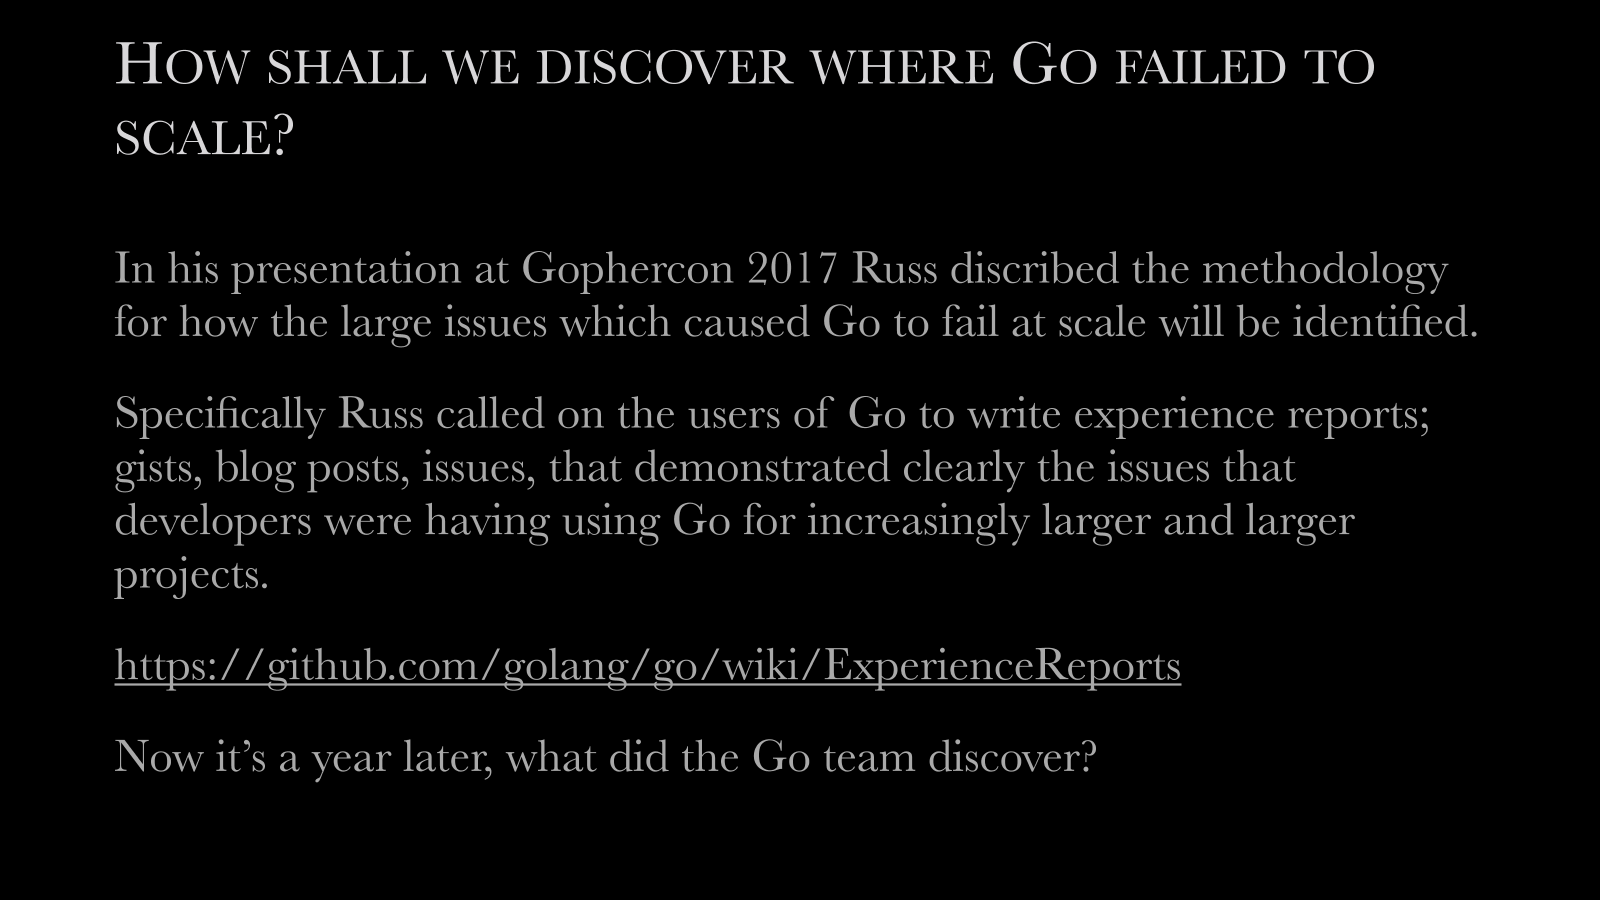 How shall we discover where Go failed to
scale?
In his presentation at Gophercon 2017 Russ discribed the methodology
for how the large issues which caused Go to fail at scale will be identified.
Specifically Russ called on the users of Go to write experience reports;
gists, blog posts, issues, that demonstrated clearly the issues that
developers were having using Go for increasingly larger and larger
projects.
https://github.com/golang/go/wiki/ExperienceReports
Now it’s a year later, what did the Go team discover?